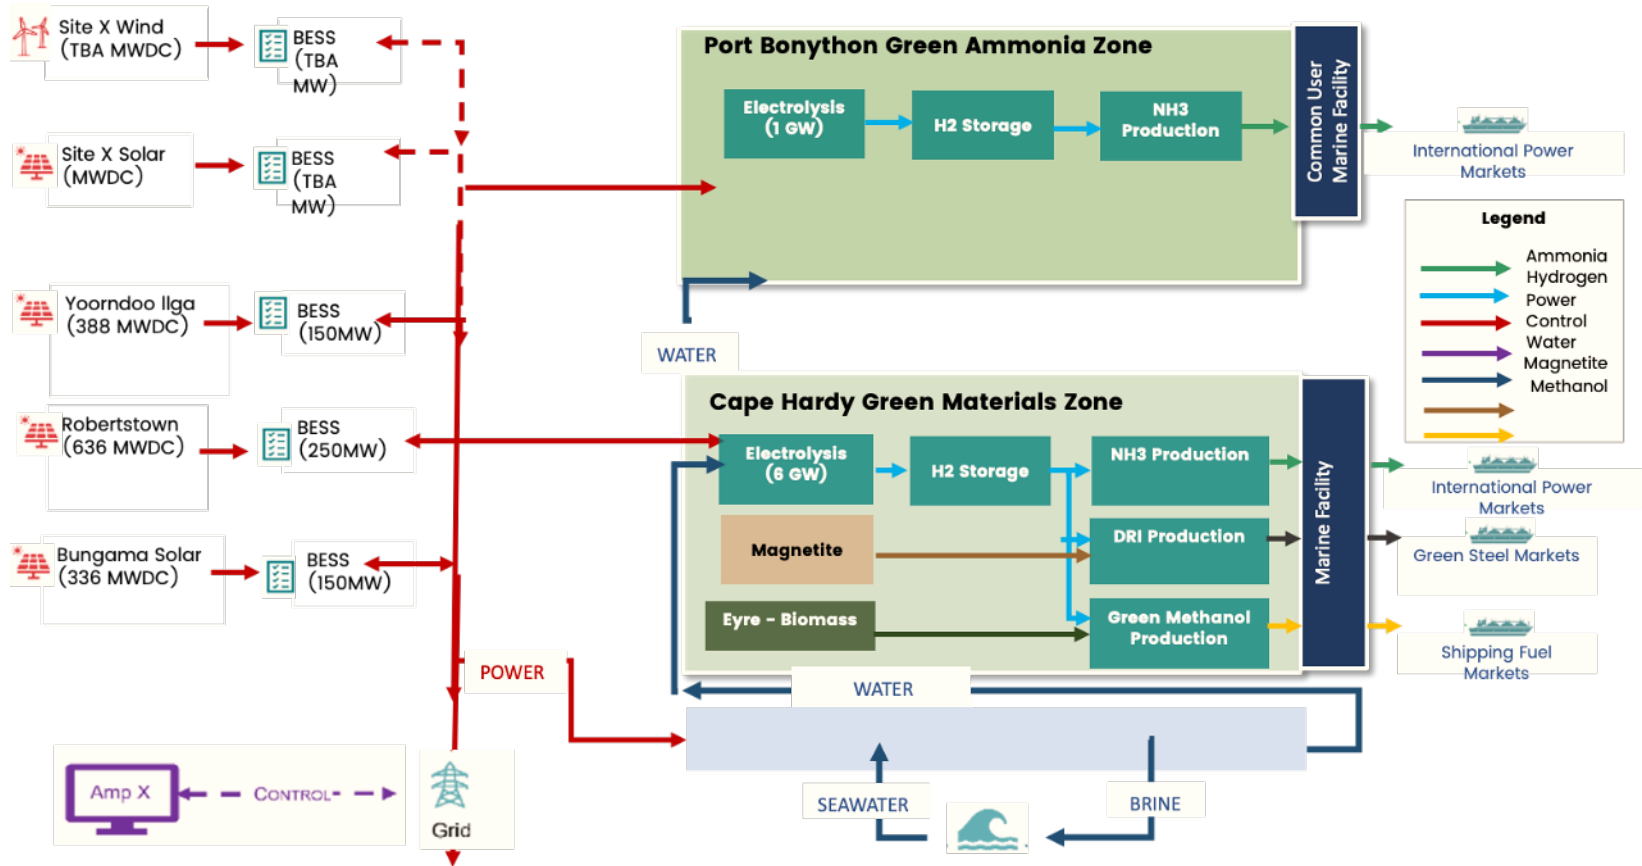 Site X Wind
(TBA MWDC)
BESS
(TBA
MW)
Site X Solar
(MWDC)
BESS
(TBA
MW)
Yoorndoo Ilga
(388 MWDC)
BESS
(150MW)
Robertstown
(636 MWDC)
BESS
(250MW)
Bungama Solar
(336 MWDC)
BESS
(150MW)
POWER
Amp X
CONTROL
Grid
Port Bonython Green Ammonia Zone
Electrolysis
(1 GW)
H2 Storage
NH3
Production
Common User
Marine Facility
International Power
Markets
WATER
Legend
Ammonia
Hydrogen
Power
Control
Water
Magnetite
Methanol
Cape Hardy Green Materials Zone
Electrolysis
(6 GW)
H2 Storage
NH3 Production
Magnetite
DRI Production
Eyre - Biomass
Green Methanol
Production
Marine Facility
International Power
Markets
Green Steel Markets
Shipping Fuel
Markets
WATER
SEAWATER
BRINE